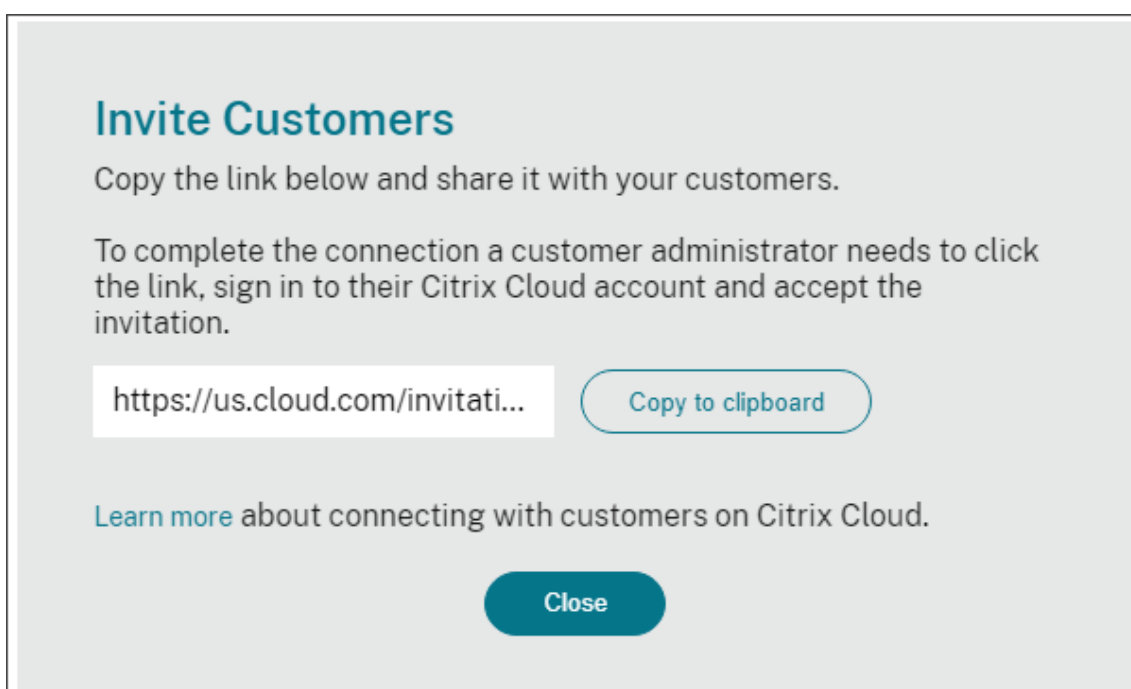 Invite Customers
Copy the link below and share it with your customers.
To complete the connection a customer administrator needs to click
the link, sign in to their Citrix Cloud account and accept the
invitation.
https://us.cloud.com/invitati...
Copy to clipboard
Learn more about connecting with customers on Citrix Cloud.
Close